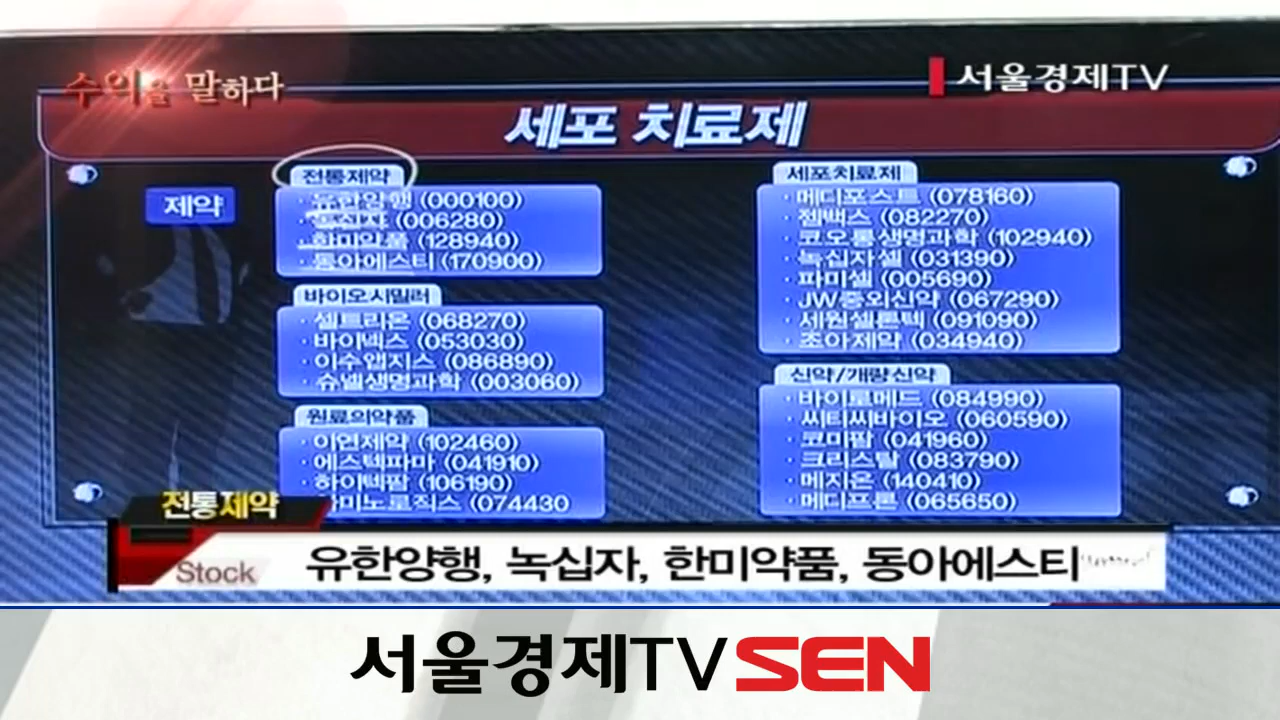 수익을 말하다
서울경제TV
세포 치료제
제약
전통제약
· 유한양행 (000100)
· 녹십자 (006280)
· 한미약품 (128940)
· 동아에스티 (170900)
바이오시밀러
· 셀트리온 (068270)
· 바이넥스 (053030)
· 이수앱지스 (086890)
· 슈넬생명과학 (003060)
원료의약품
· 이연제약 (102460)
· 에스텍파마 (041910)
· 하이텍팜 (106190)
미노로직스 (074430
세포치료제
· 메디포스트 (078160)
· 젬백스 (082270)
· 코오롱생명과학 (102940)
· 녹십자셀 (031390)
· 파미셀 (005690)
· JW중외신약 (067290)
· 세원셀론텍 (091090)
· 조아제약 (034940)
신약/개량신약
· 바이로메드 (084990)
· 씨티씨바이오 (060590)
· 코미팜 (041960)
· 크리스탈 (083790)
· 메지온 (140410)
· 메디프론 (065650)
전통제약
Stock
유한양행, 녹십자, 한미약품, 동아에스티
서울경제TV SEN